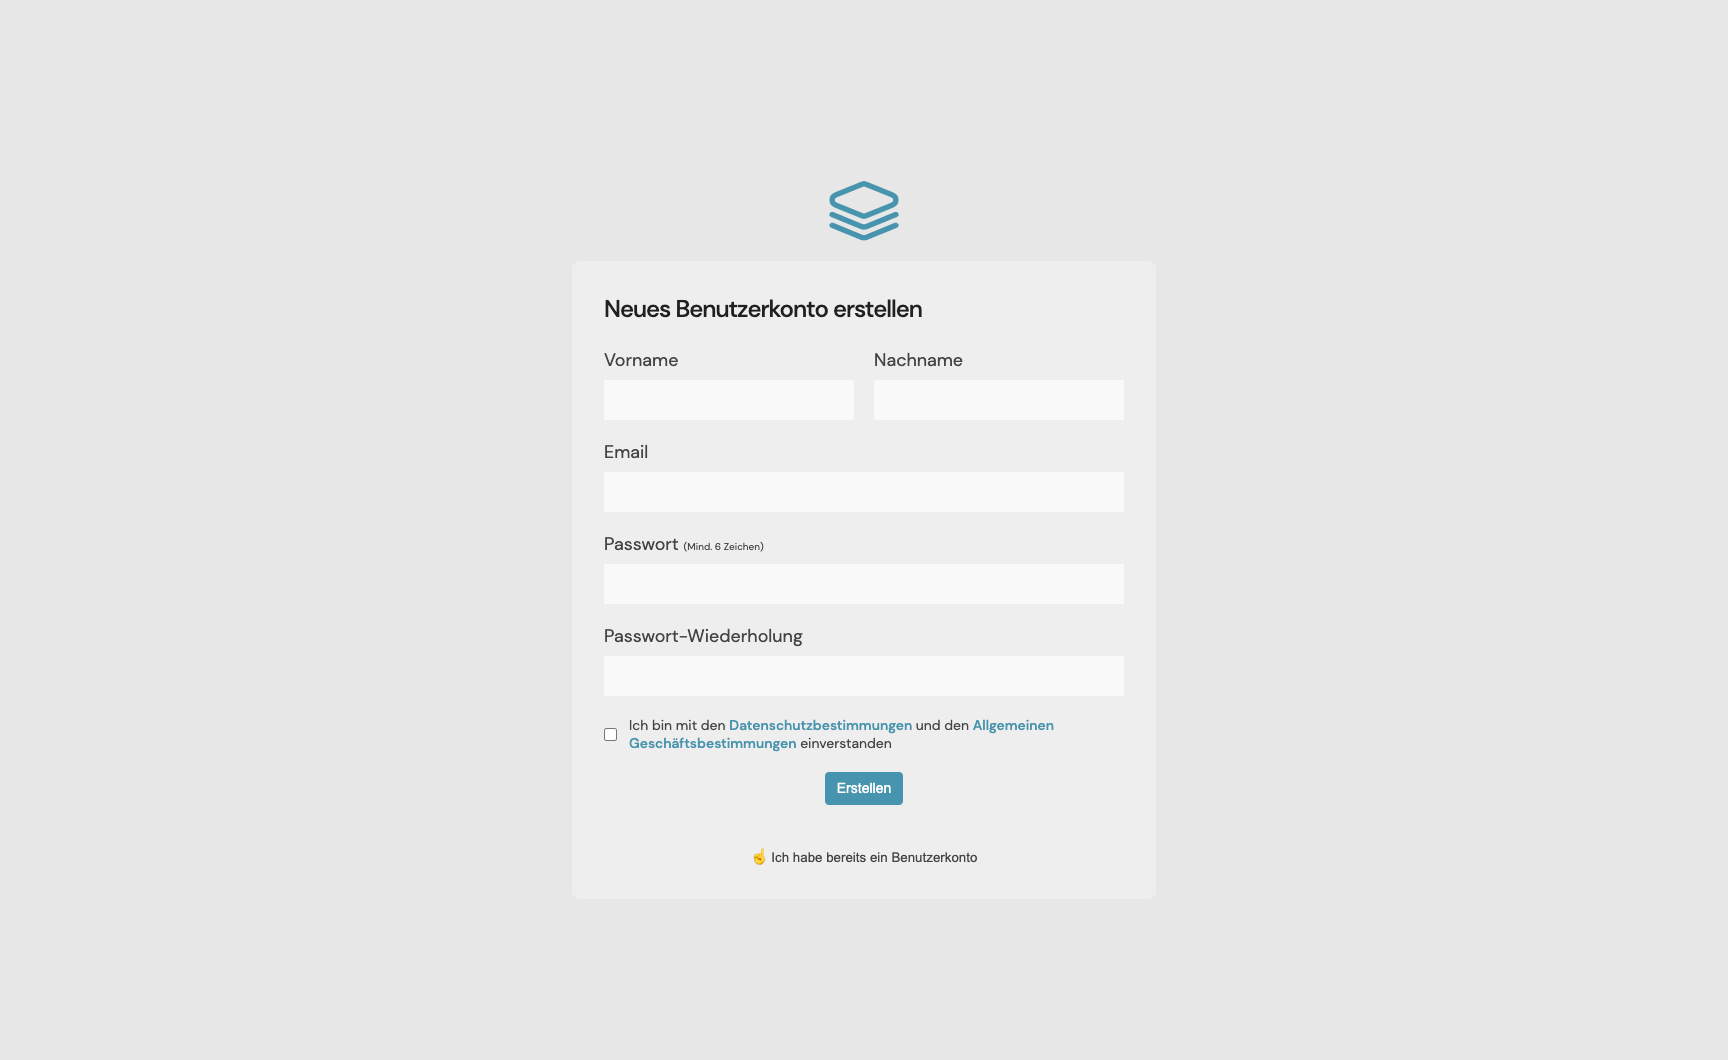 Neues Benutzerkonto erstellen
Vorname
Nachname
Email
Passwort (Mind. 6 Zeichen)
Passwort-Wiederholung
Ich bin mit den Datenschutzbestimmungen und den Allgemeinen
Geschäftsbestimmungen einverstanden
Erstellen
☝️ Ich habe bereits ein Benutzerkonto